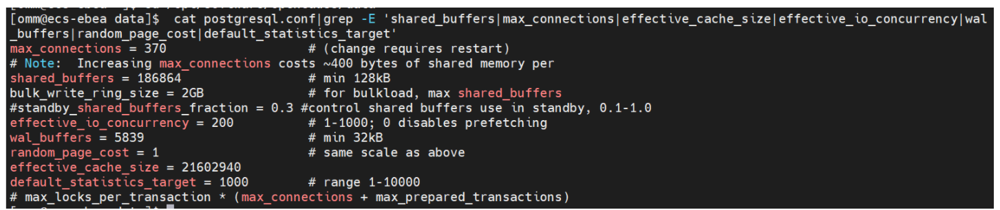 [omm@ecs-ebea data]$  cat postgresql.conf|grep -E 'shared_buffers|max_connections|effective_cache_size|effective_io_concurrency|wal
_buffers|random_page_cost|default_statistics_target'
max_connections = 370                   # (change requires restart)
# Note:  Increasing max_connections costs ~400 bytes of shared memory per
shared_buffers = 186864                 # min 128kB
bulk_write_ring_size = 2GB              # for bulkload, max shared_buffers
#standby_shared_buffers_fraction = 0.3 #control shared buffers use in standby, 0.1-1.0
effective_io_concurrency = 200          # 1-1000; 0 disables prefetching
wal_buffers = 5839                      # min 32kB
random_page_cost = 1                    # same scale as above
effective_cache_size = 21602940
default_statistics_target = 1000        # range 1-10000
# max_locks_per_transaction * (max_connections + max_prepared_transactions)